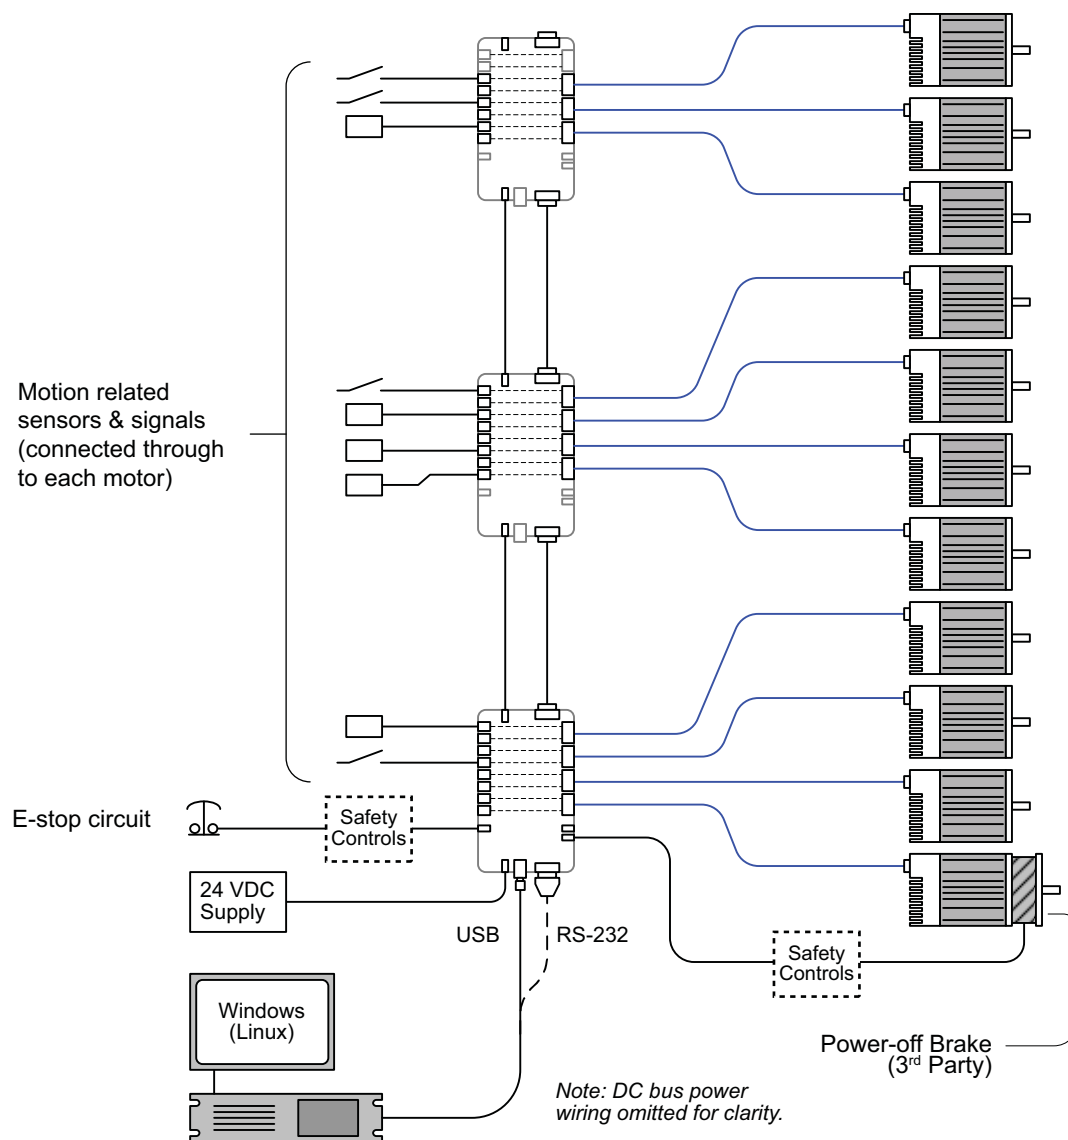 Motion related
sensors & signals
(connected through
to each motor)
E-stop circuit
Safety
Controls
24 VDC
Supply
USB
RS-232
Safety
Controls
Windows
(Linux)
Power-off Brake
(3rd Party)
Note: DC bus power
wiring omitted for clarity.